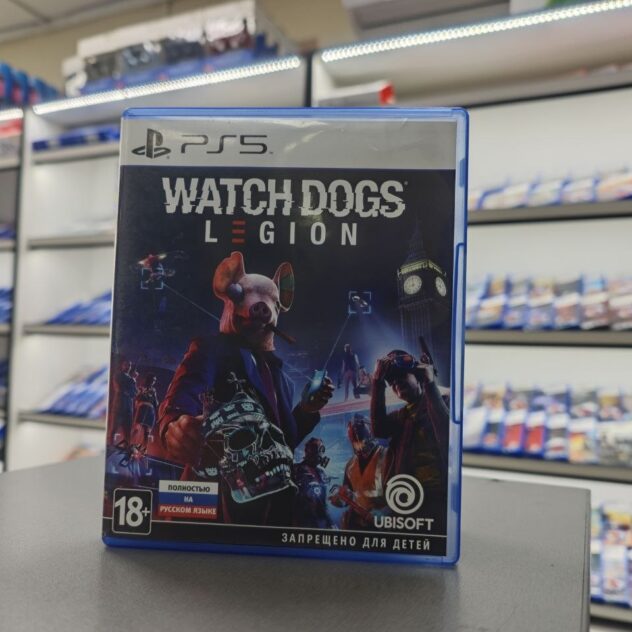 PS5
WATCH DOGS
LEGION
ПОЛНОСТЬЮ
НА
РУССКОМ ЯЗЫКЕ
18+
UBISOFT
ЗАПРЕЩЕНО ДЛЯ ДЕТЕЙ